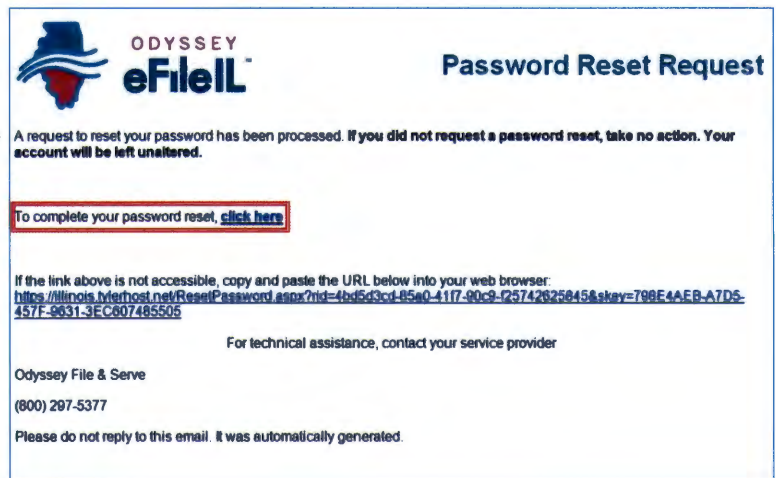 ODYSSEY
eFileIL™
Password Reset Request
A request to reset your password has been processed. If you did not request a password reset, take no action. Your
account will be left unaltered.
To complete your password reset, click here
If the link above is not accessible, copy and paste the URL below into your web browser:
https://illinois.tylerhost.net/ResetPassword.aspx?rid=4bd5d3cd-85a0-41f7-90c9-f25742625845&skey=798E4AEB-A7D5-
457F-9631-3EC607485505
For technical assistance, contact your service provider
Odyssey File & Serve
(800) 297-5377
Please do not reply to this email. It was automatically generated.